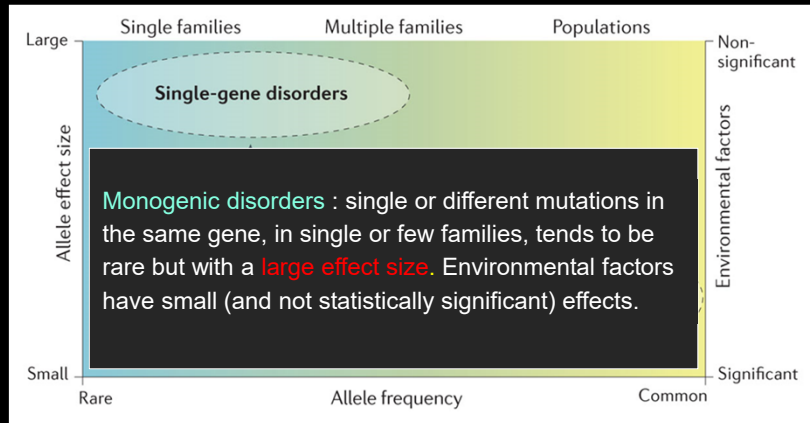 Single families Multiple families Populations
Large
Non-
significant
Single-gene disorders
Allele effect size
Environmental factors
Monogenic disorders : single or different mutations in
the same gene, in single or few families, tends to be
rare but with a large effect size. Environmental factors
have small (and not statistically significant) effects.
Small
Significant
Rare
Allele frequency
Common